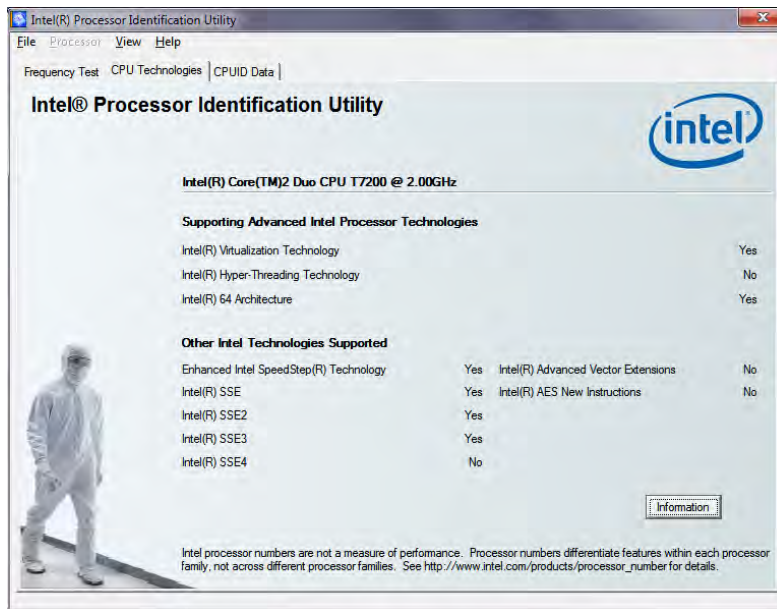 Intel(R) Processor Identification Utility
File Processor View Help
Frequency Test CPU Technologies CPUID Data
Intel® Processor Identification Utility
intel
Intel(R) Core(TM)2 Duo CPU T7200 @ 2.00GHz
Supporting Advanced Intel Processor Technologies
Intel(R) Virtualization Technology Yes
Intel(R) Hyper-Threading Technology No
Intel(R) 64 Architecture Yes
Other Intel Technologies Supported
Enhanced Intel SpeedStep(R) Technology Yes Intel(R) Advanced Vector Extensions No
Intel(R) SSE Yes Intel(R) AES New Instructions No
Intel(R) SSE2 Yes
Intel(R) SSE3 Yes
Intel(R) SSE4 No
Information
Intel processor numbers are not a measure of performance. Processor numbers differentiate features within each processor
family, not across different processor families. See http://www.intel.com/products/processor_number for details.